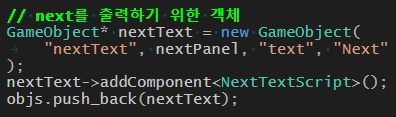 // next를 출력하기 위한 객체
GameObject* nextText = new GameObject(
"nextText", nextPanel, "text", "Next"
);
nextText->addComponent<NextTextScript>();
objs.push_back(nextText);